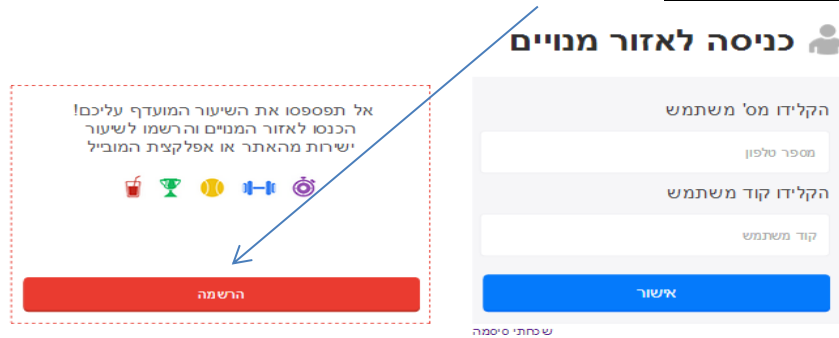 כניסה לאזור מנויים
הקלידו מס' משתמש
מספר טלפון
הקלידו קוד משתמש
קוד משתמש
אישור
שכחתי סיסמה
אל תפספסו את השיעור המועדף עליכם!
הכנסו לאזור המנויים והרשמו לשיעור
ישירות מהאתר או אפלקצית המובייל
הרשמה